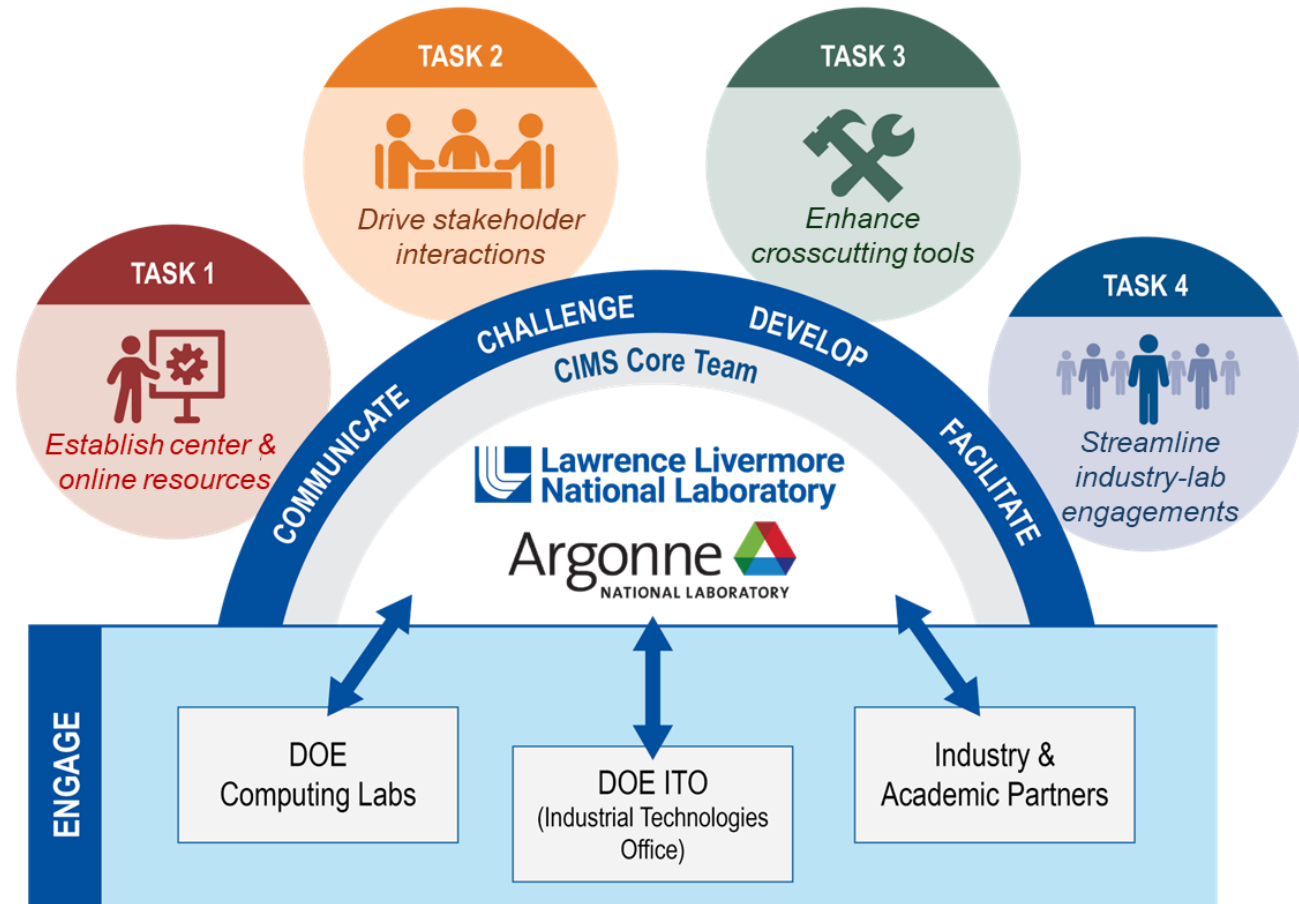 TASK 1
Establish center &
online resources
TASK 2
Drive stakeholder
interactions
TASK 3
Enhance
crosscutting tools
TASK 4
Streamline
industry-lab
engagements
COMMUNICATE
CHALLENGE
DEVELOP
FACILITATE
CIMS Core Team
Lawrence Livermore
National Laboratory
Argonne
NATIONAL LABORATORY
ENGAGE
DOE
Computing Labs
DOE ITO
(Industrial Technologies
Office)
Industry &
Academic Partners